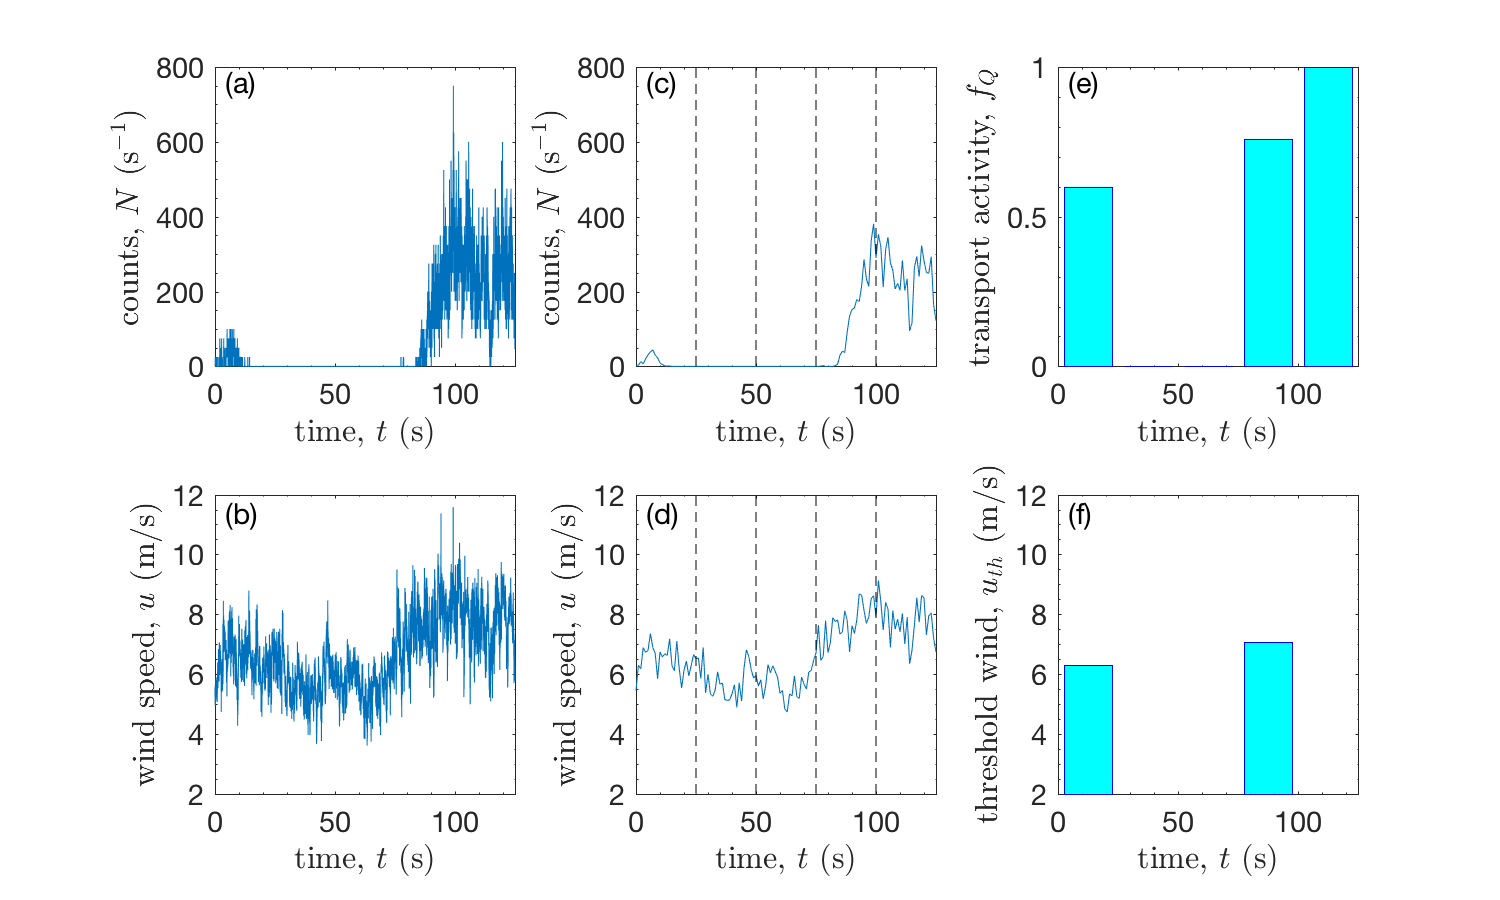 (a)
counts, N (s⁻¹)
800
600
400
200
0
0 50 100
time, t (s)
(c)
counts, N (s⁻¹)
800
600
400
200
0
0 50 100
time, t (s)
(e)
transport activity, f_Q
1
0.5
0
0 50 100
time, t (s)
(b)
wind speed, u (m/s)
12
10
8
6
4
2
0 50 100
time, t (s)
(d)
wind speed, u (m/s)
12
10
8
6
4
2
0 50 100
time, t (s)
(f)
threshold wind, u_th (m/s)
12
10
8
6
4
2
0 50 100
time, t (s)